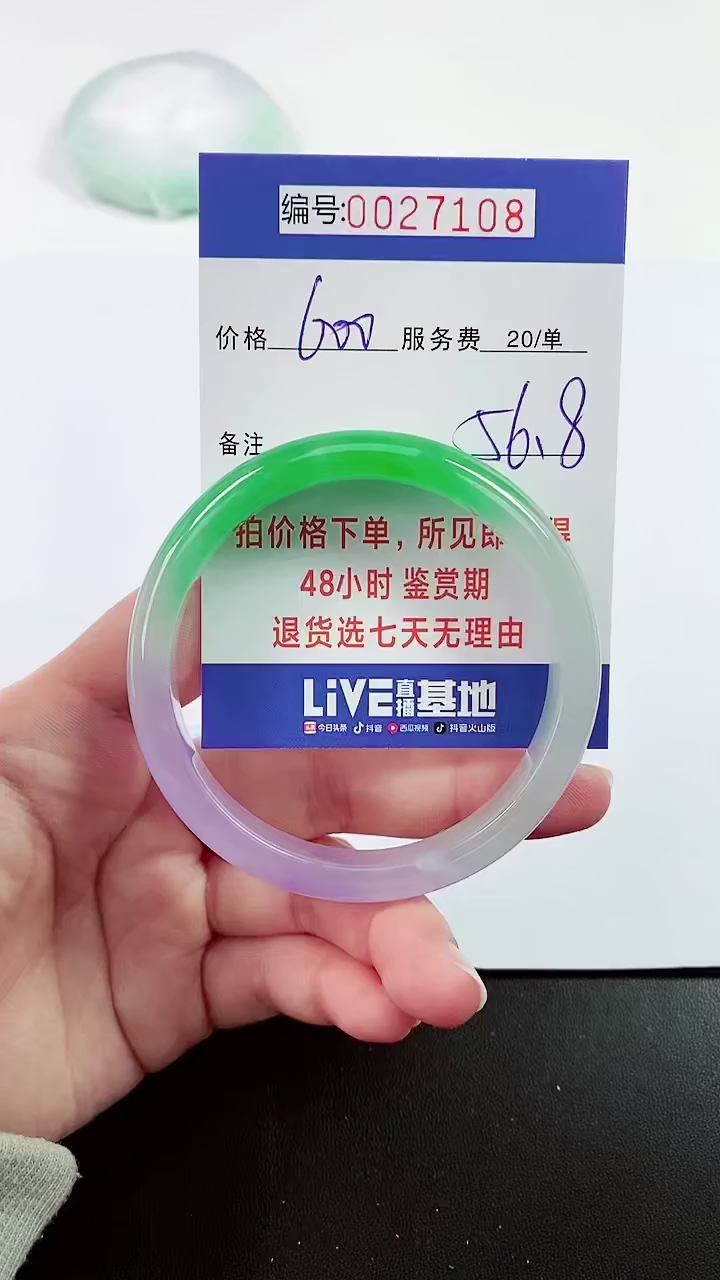 编号:0027108
价格 600 服务费 20/单
备注 56.8
拍价格下单，所见即 得
48小时 鉴赏期
退货选七天无理由
LiVE直播基地
头条 今日头条 抖音 西瓜视频 抖音火山版